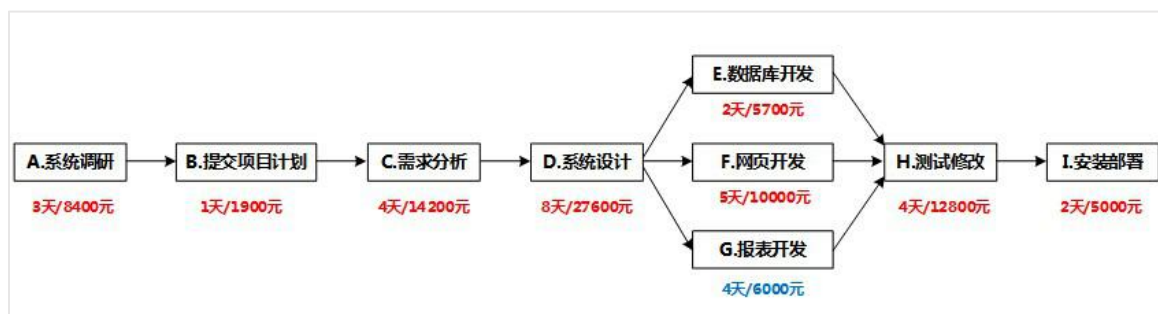 E.数据库开发
2天/5700元
A.系统调研
B.提交项目计划
C.需求分析
D.系统设计
F.网页开发
H.测试修改
I.安装部署
3天/8400元
1天/1900元
4天/14200元
8天/27600元
5天/10000元
4天/12800元
2天/5000元
G.报表开发
4天/6000元